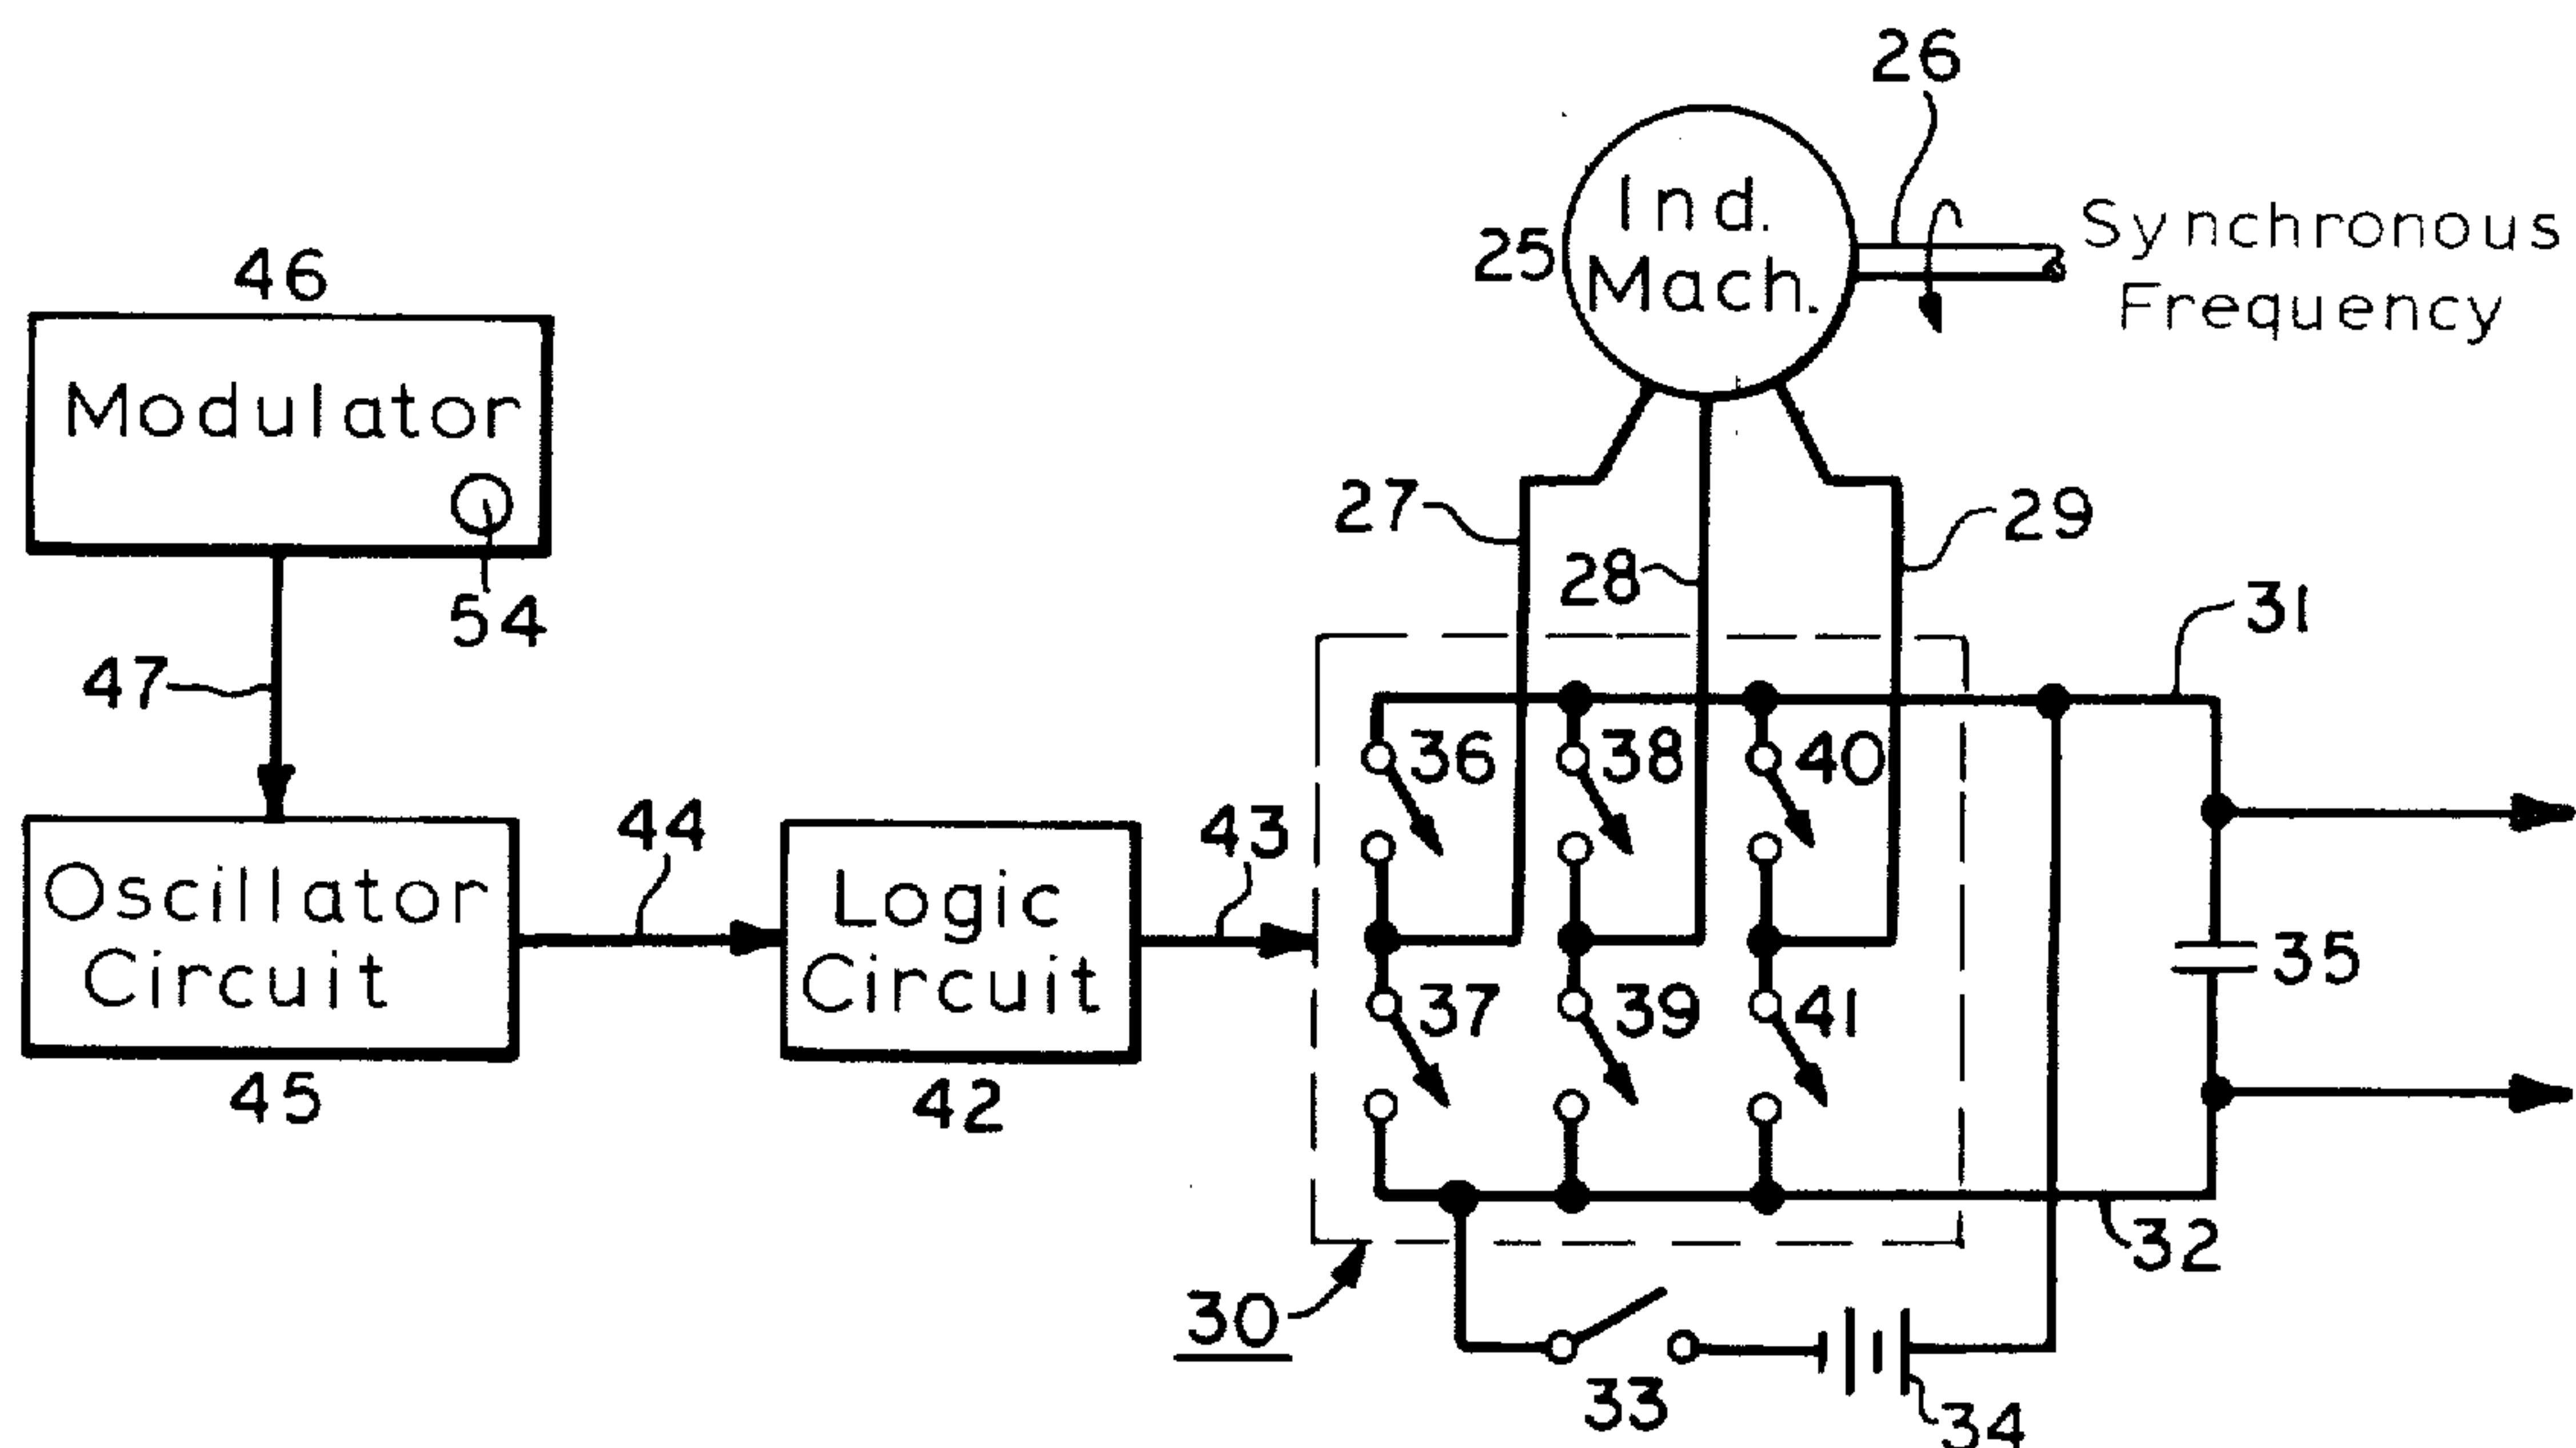 26
Ind.
Mach.
25
Synchronous
Frequency
46
Modulator
54
47
27
28
29
31
36
38
40
44
43
Oscillator
Circuit
45
Logic
Circuit
42
37
39
41
35
32
30
33
34